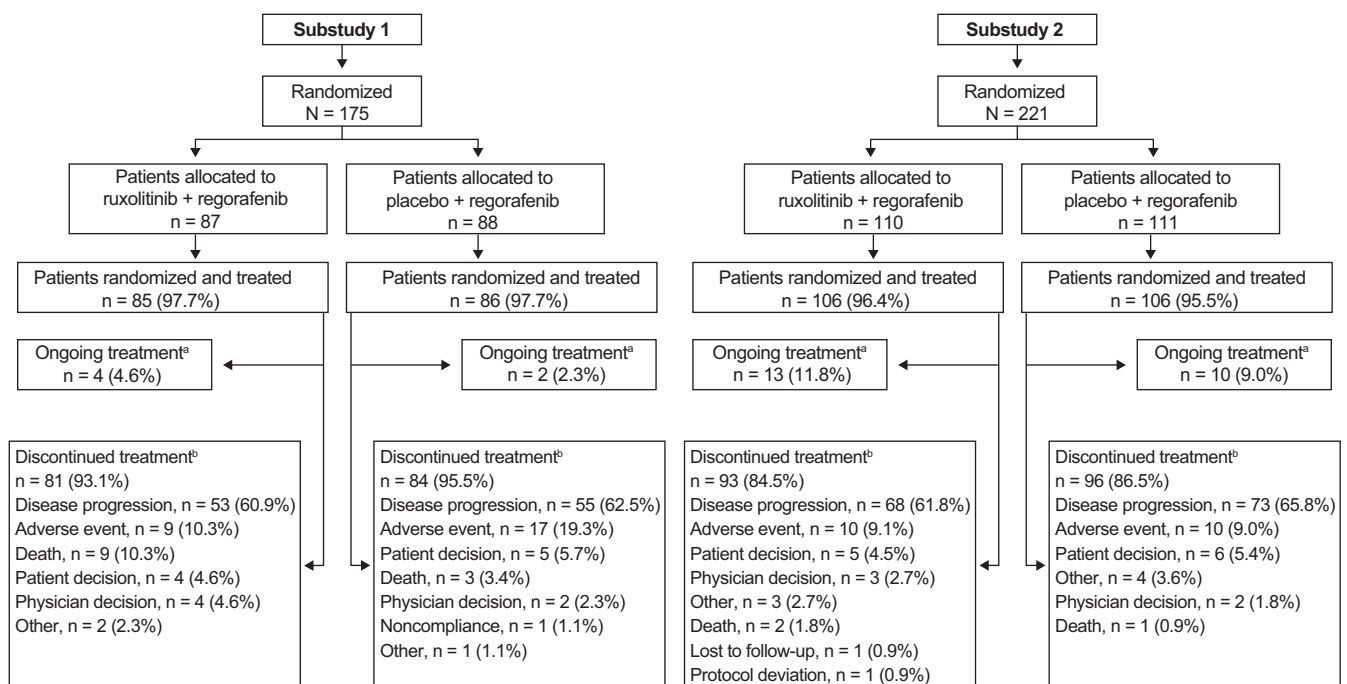 Substudy 1
Randomized
N = 175
Patients allocated to
ruxolitinib + regorafenib
n = 87
Patients allocated to
placebo + regorafenib
n = 88
Patients randomized and treated
n = 85 (97.7%)
Patients randomized and treated
n = 86 (97.7%)
Ongoing treatmentᵃ
n = 4 (4.6%)
Ongoing treatmentᵃ
n = 2 (2.3%)
Discontinued treatmentᵇ
n = 81 (93.1%)
Disease progression, n = 53 (60.9%)
Adverse event, n = 9 (10.3%)
Death, n = 9 (10.3%)
Patient decision, n = 4 (4.6%)
Physician decision, n = 4 (4.6%)
Other, n = 2 (2.3%)
Discontinued treatmentᵇ
n = 84 (95.5%)
Disease progression, n = 55 (62.5%)
Adverse event, n = 17 (19.3%)
Patient decision, n = 5 (5.7%)
Death, n = 3 (3.4%)
Physician decision, n = 2 (2.3%)
Noncompliance, n = 1 (1.1%)
Other, n = 1 (1.1%)
Substudy 2
Randomized
N = 221
Patients allocated to
ruxolitinib + regorafenib
n = 110
Patients allocated to
placebo + regorafenib
n = 111
Patients randomized and treated
n = 106 (96.4%)
Patients randomized and treated
n = 106 (95.5%)
Ongoing treatmentᵃ
n = 13 (11.8%)
Ongoing treatmentᵃ
n = 10 (9.0%)
Discontinued treatmentᵇ
n = 93 (84.5%)
Disease progression, n = 68 (61.8%)
Adverse event, n = 10 (9.1%)
Patient decision, n = 5 (4.5%)
Physician decision, n = 3 (2.7%)
Other, n = 3 (2.7%)
Death, n = 2 (1.8%)
Lost to follow-up, n = 1 (0.9%)
Protocol deviation, n = 1 (0.9%)
Discontinued treatmentᵇ
n = 96 (86.5%)
Disease progression, n = 73 (65.8%)
Adverse event, n = 10 (9.0%)
Patient decision, n = 6 (5.4%)
Other, n = 4 (3.6%)
Physician decision, n = 2 (1.8%)
Death, n = 1 (0.9%)